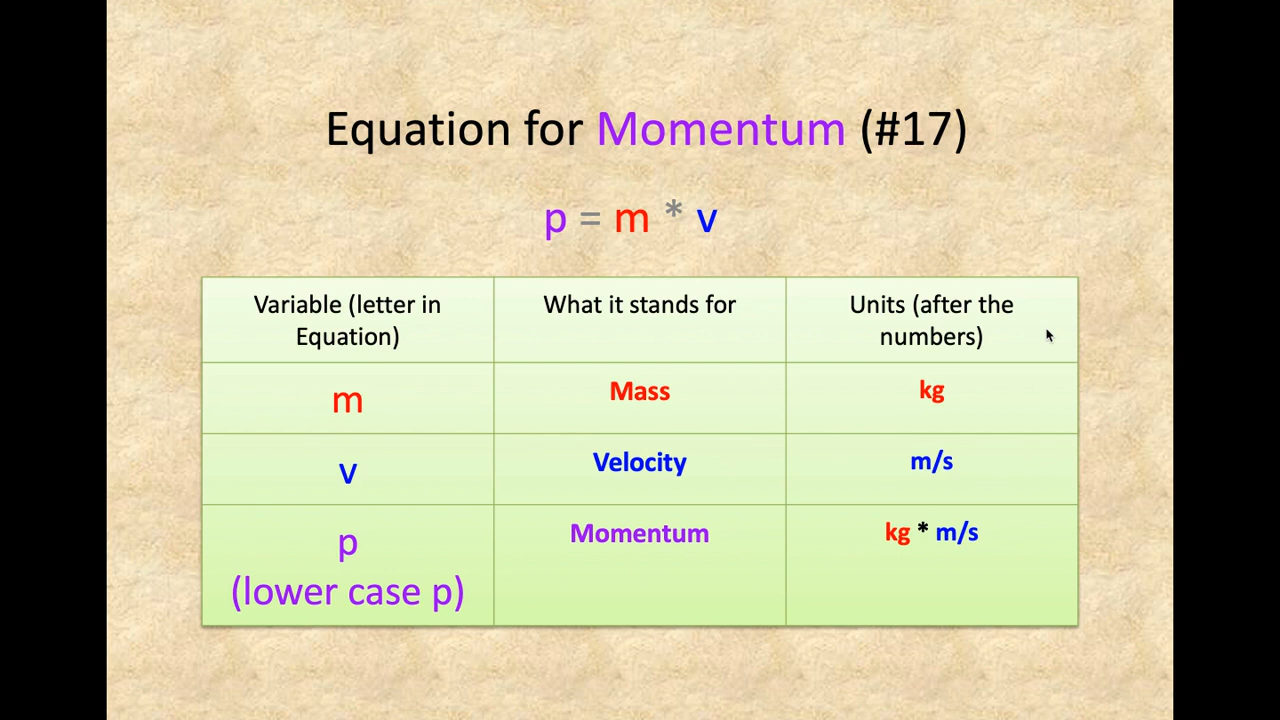 Equation for Momentum (#17)
p = m * v
Variable (letter in
Equation)
What it stands for
Units (after the
numbers)
m
Mass
kg
v
Velocity
m/s
p
(lower case p)
Momentum
kg * m/s